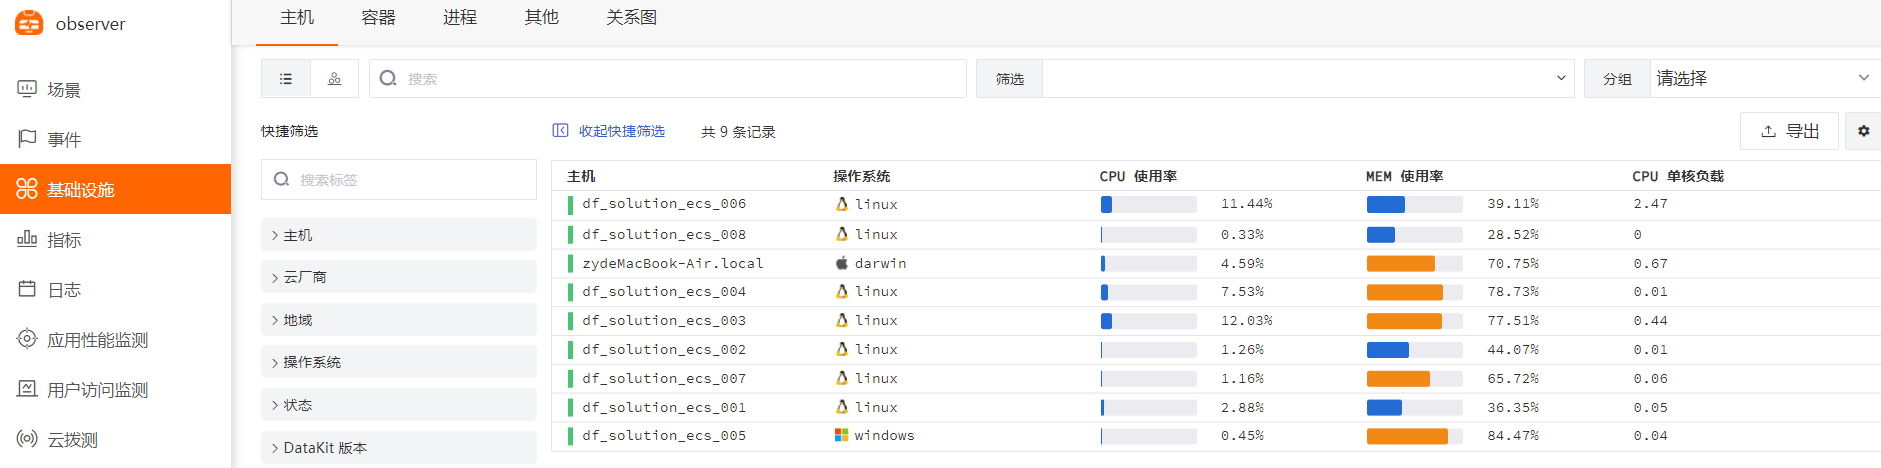 observer
场景
事件
基础设施
指标
日志
应用性能监测
用户访问监测
云拨测
主机 容器 进程 其他 关系图
搜索 筛选 分组 请选择
快捷筛选
收起快捷筛选 共 9 条记录 导出
搜索标签
主机
云厂商
地域
操作系统
状态
DataKit 版本
主机 操作系统 CPU 使用率 MEM 使用率 CPU 单核负载
df_solution_ecs_006 linux 11.44% 39.11% 2.47
df_solution_ecs_008 linux 0.33% 28.52% 0
zydeMacBook-Air.local darwin 4.59% 70.75% 0.67
df_solution_ecs_004 linux 7.53% 78.73% 0.01
df_solution_ecs_003 linux 12.03% 77.51% 0.44
df_solution_ecs_002 linux 1.26% 44.07% 0.01
df_solution_ecs_007 linux 1.16% 65.72% 0.06
df_solution_ecs_001 linux 2.88% 36.35% 0.05
df_solution_ecs_005 windows 0.45% 84.47% 0.04